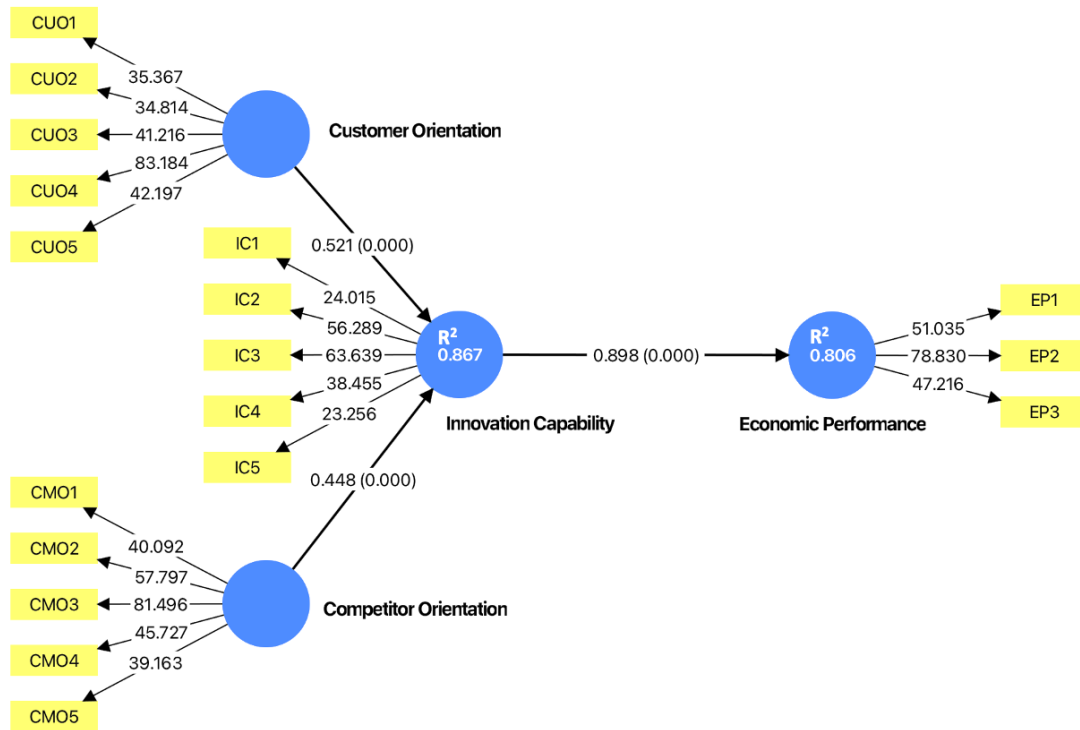 CUO1
CUO2
CUO3
CUO4
CUO5
35.367
34.814
41.216
83.184
42.197
Customer Orientation
0.521 (0.000)
IC1
IC2
IC3
IC4
IC5
24.015
56.289
63.639
38.455
23.256
R²
0.867
Innovation Capability
0.898 (0.000)
R²
0.806
Economic Performance
51.035
78.830
47.216
EP1
EP2
EP3
0.448 (0.000)
CMO1
CMO2
CMO3
CMO4
CMO5
40.092
57.797
81.496
45.727
39.163
Competitor Orientation